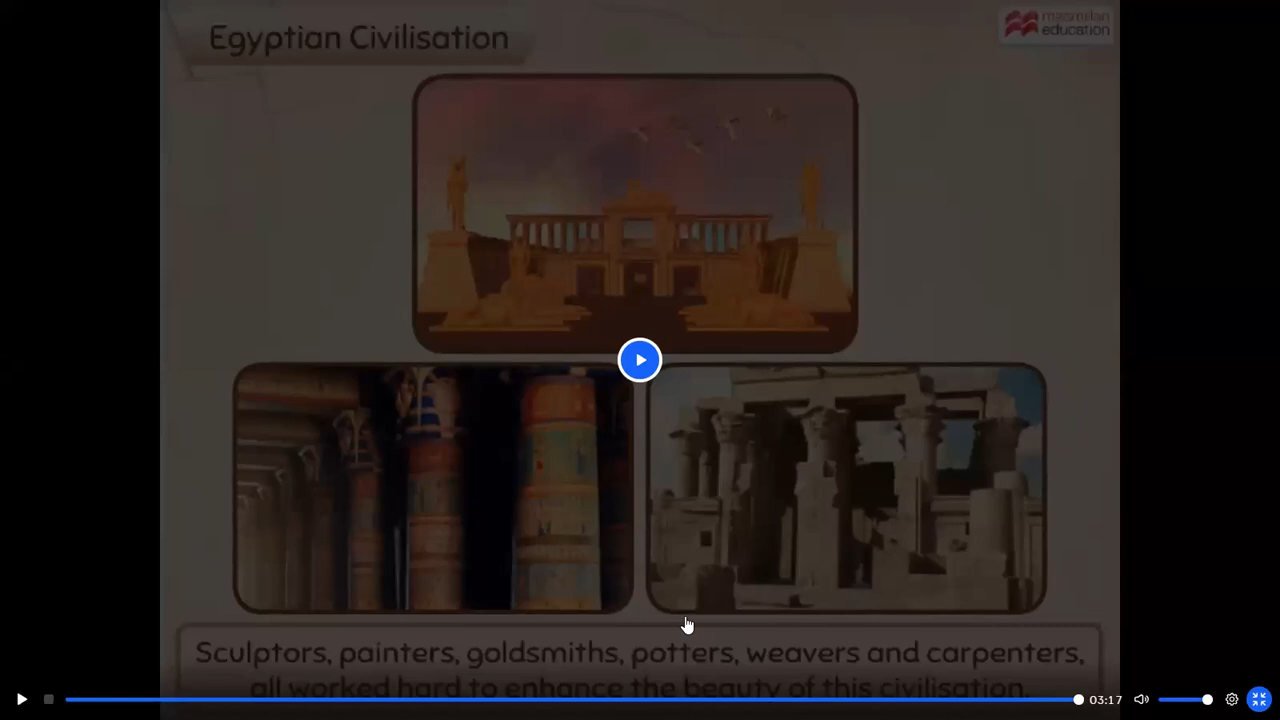 Egyptian Civilisation
macmillan
education
Sculptors, painters, goldsmiths, potters, weavers and carpenters,
all worked hard to enhance the beauty of this civilisation.
03:17